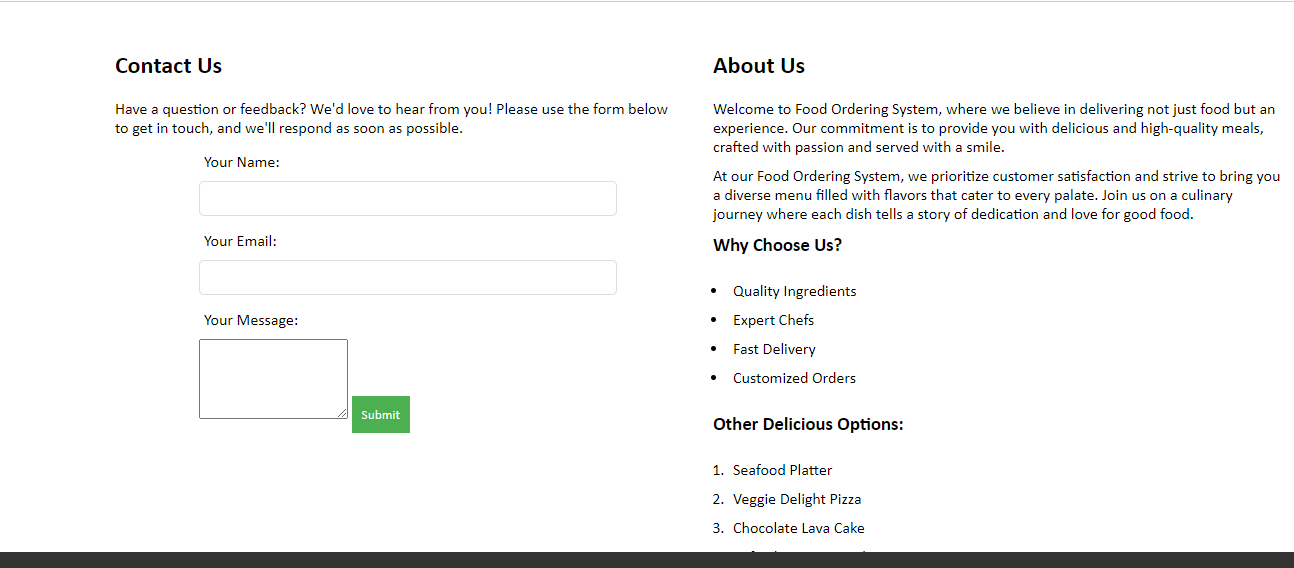 Contact Us
Have a question or feedback? We'd love to hear from you! Please use the form below
to get in touch, and we'll respond as soon as possible.
Your Name:
Your Email:
Your Message:
Submit
About Us
Welcome to Food Ordering System, where we believe in delivering not just food but an
experience. Our commitment is to provide you with delicious and high-quality meals,
crafted with passion and served with a smile.
At our Food Ordering System, we prioritize customer satisfaction and strive to bring you
a diverse menu filled with flavors that cater to every palate. Join us on a culinary
journey where each dish tells a story of dedication and love for good food.
Why Choose Us?
• Quality Ingredients
• Expert Chefs
• Fast Delivery
• Customized Orders
Other Delicious Options:
1. Seafood Platter
2. Veggie Delight Pizza
3. Chocolate Lava Cake